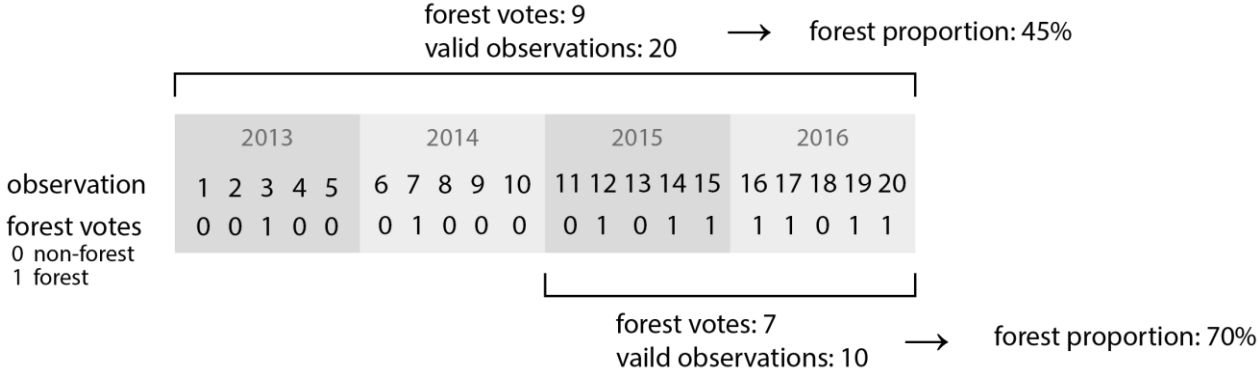 forest votes: 9
valid observations: 20
→
forest proportion: 45%
2013 2014 2015 2016
observation 1 2 3 4 5 6 7 8 9 10 11 12 13 14 15 16 17 18 19 20
forest votes 0 0 1 0 0 0 1 0 0 0 0 1 0 1 1 1 1 0 1 1
0 non-forest
1 forest
forest votes: 7
vaild observations: 10
→
forest proportion: 70%